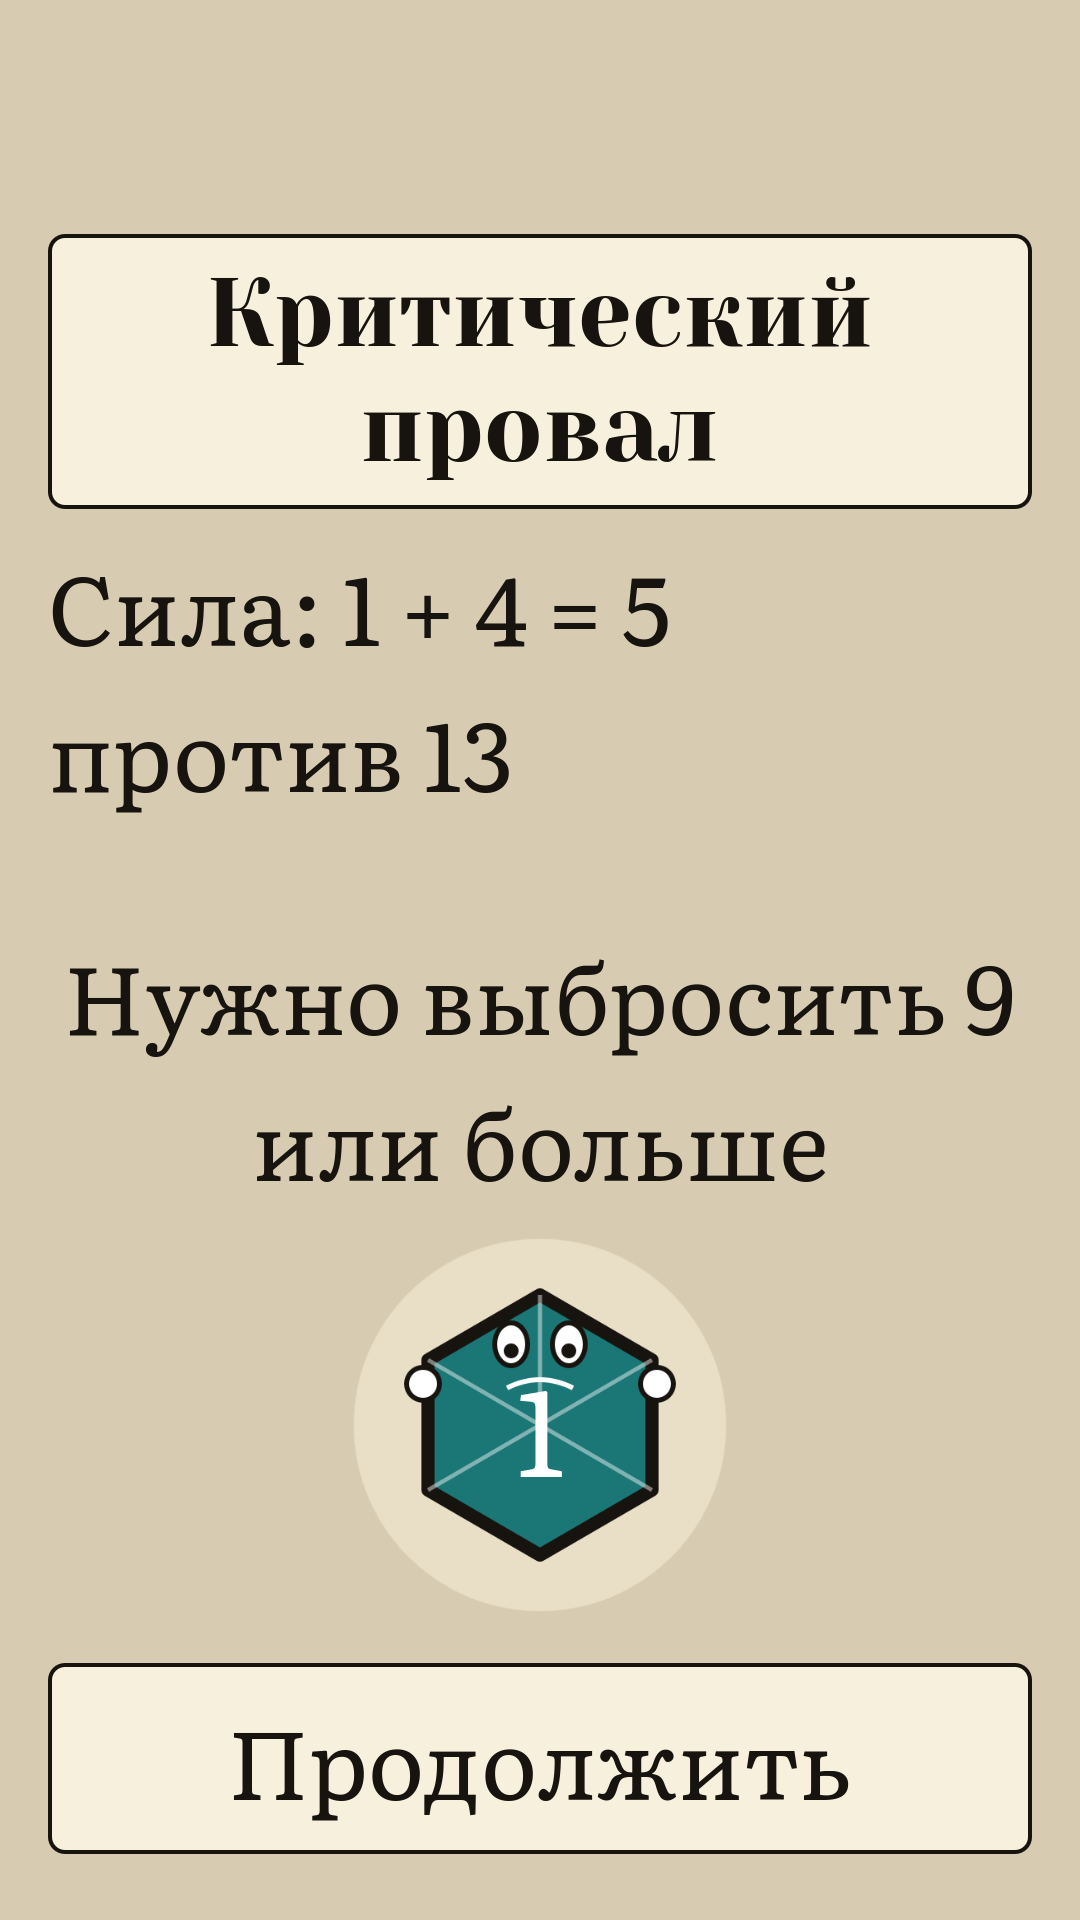 Критический
провал
Сила: 1 + 4 = 5
против 13
Нужно выбросить 9
или больше
1
Продолжить